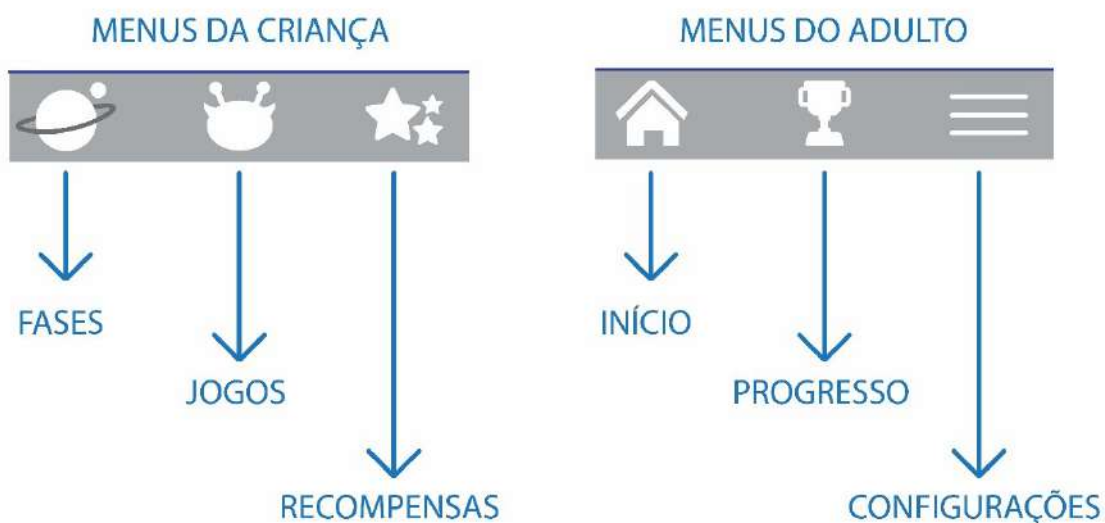 MENUS DA CRIANÇA
MENUS DO ADULTO
FASES
JOGOS
RECOMPENSAS
INÍCIO
PROGRESSO
CONFIGURAÇÕES